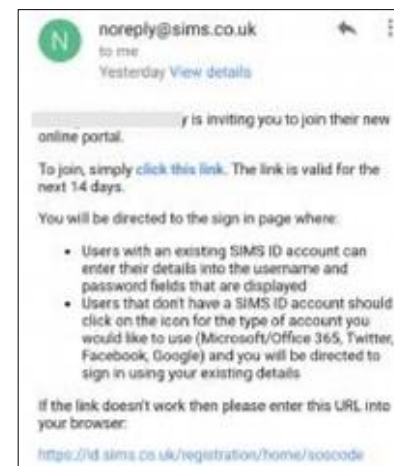 N
noreply@sims.co.uk
to me
Yesterday View details
y is inviting you to join their new
online portal.
To join, simply click this link. The link is valid for the
next 14 days.
You will be directed to the sign in page where:
• Users with an existing SIMS ID account can
enter their details into the username and
password fields that are displayed
• Users that don't have a SIMS ID account should
click on the icon for the type of account you
would like to use (Microsoft/Office 365, Twitter,
Facebook, Google) and you will be directed to
sign in using your existing details
If the link doesn't work then please enter this URL into
your browser:
https://id.sims.co.uk/registration/home/soscode